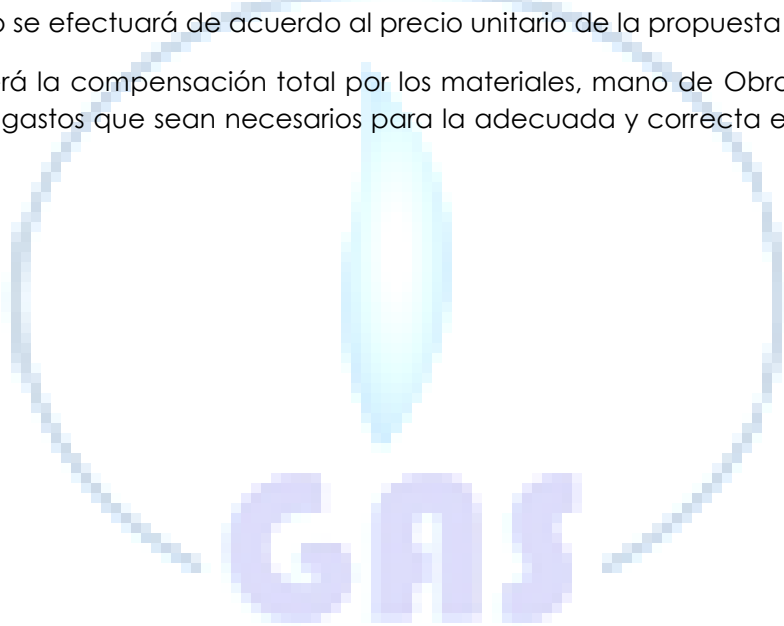 o se efectuará de acuerdo al precio unitario de la propuesta
rá la compensación total por los materiales, mano de Obra
gastos que sean necesarios para la adecuada y correcta e
GAS